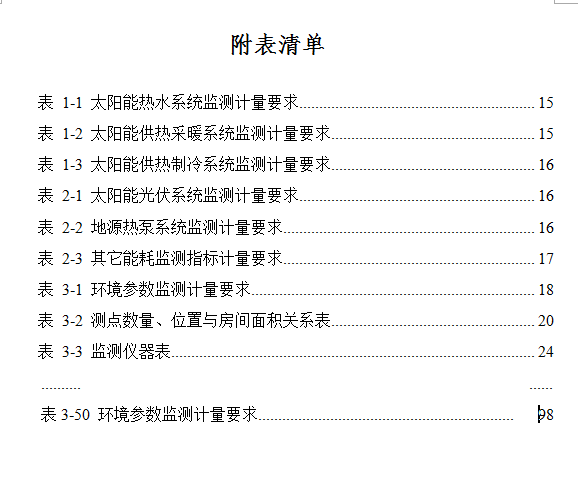 附表清单
表 1-1 太阳能热水系统监测计量要求............................................................ 15
表 1-2 太阳能供热采暖系统监测计量要求.................................................... 15
表 1-3 太阳能供热制冷系统监测计量要求.................................................... 16
表 2-1 太阳能光伏系统监测计量要求............................................................ 16
表 2-2 地源热泵系统监测计量要求................................................................ 16
表 2-3 其它能耗监测指标计量要求................................................................ 17
表 3-1 环境参数监测计量要求........................................................................ 18
表 3-2 测点数量、位置与房间面积关系表.................................................... 20
表 3-3 监测仪器表............................................................................................ 24
.......... ......
表 3-50 环境参数监测计量要求................................................................ 98